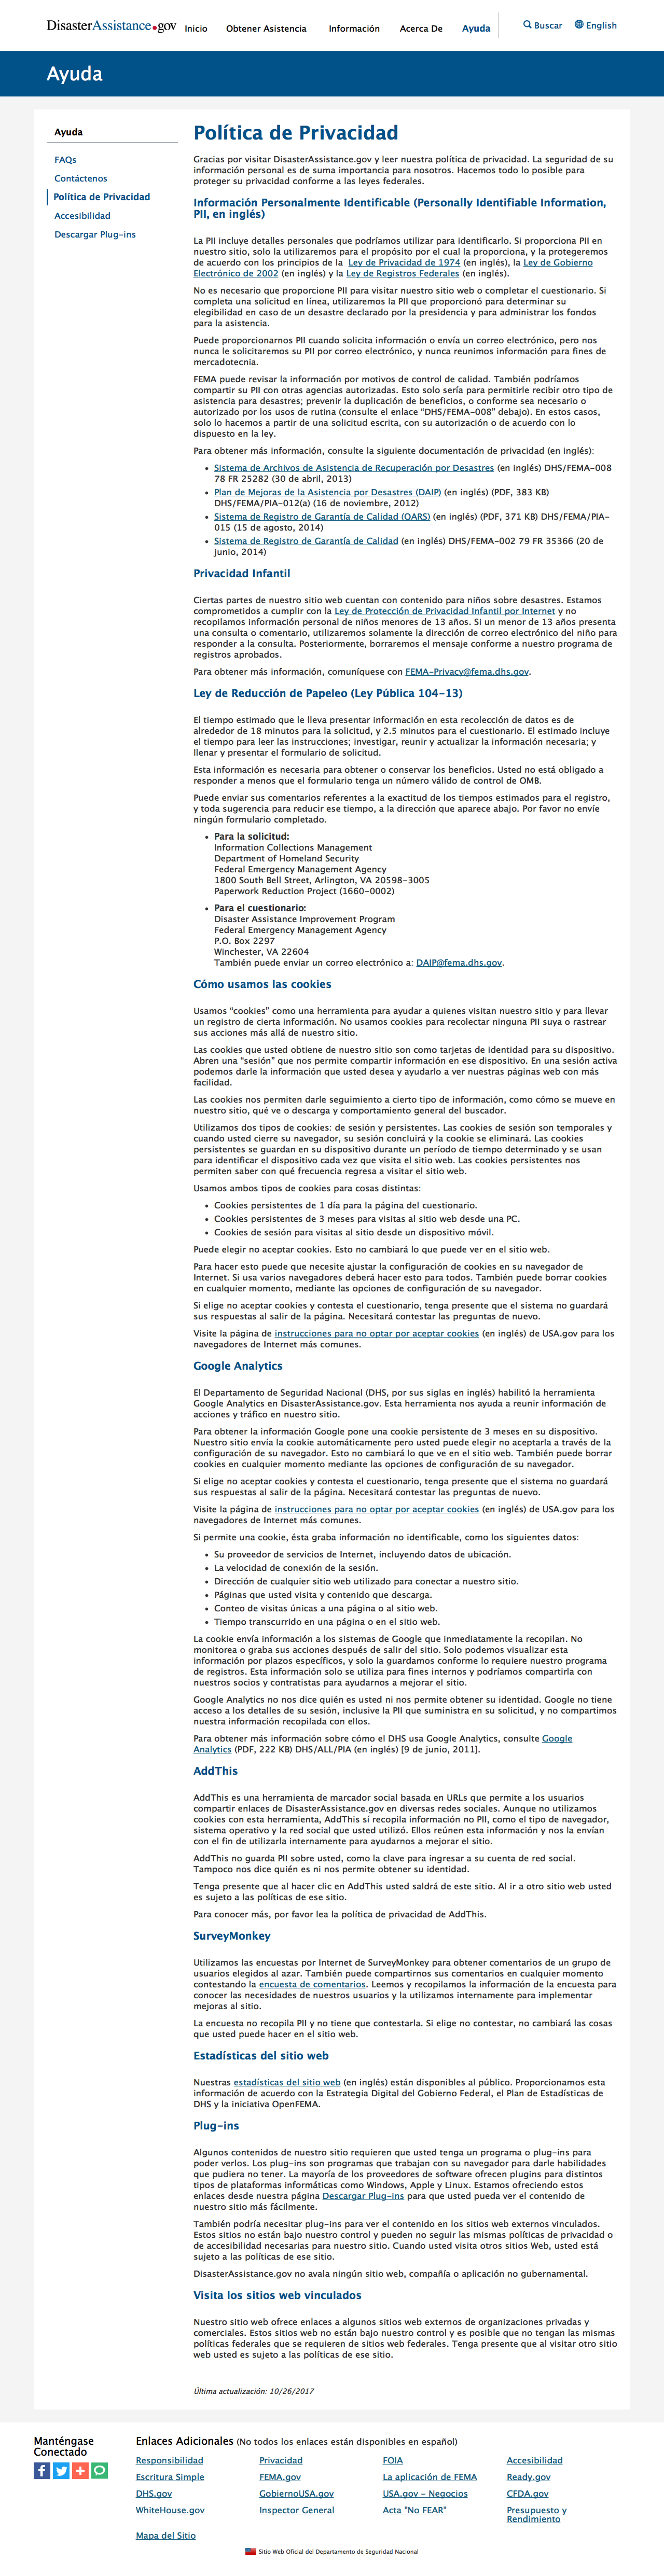 DisasterAssistance.gov
Inicio
Obtener Asistencia
Información
Acerca De
Ayuda
Buscar
English
Ayuda
Ayuda
FAQs
Contáctenos
Política de Privacidad
Accesibilidad
Descargar Plug-ins
Política de Privacidad
Gracias por visitar DisasterAssistance.gov y leer nuestra política de privacidad. La seguridad de su
información personal es de suma importancia para nosotros. Hacemos todo lo posible para
proteger su privacidad conforme a las leyes federales.
Información Personalmente Identificable (Personally Identifiable Information,
PII, en inglés)
La PII incluye detalles personales que podríamos utilizar para identificarlo. Si proporciona PII en
nuestro sitio, solo la utilizaremos para el propósito por el cual la proporciona, y la protegeremos
de acuerdo con los principios de la Ley de Privacidad de 1974 (en inglés), la Ley de Gobierno
Electrónico de 2002 (en inglés) y la Ley de Registros Federales (en inglés).
No es necesario que proporcione PII para visitar nuestro sitio web o completar el cuestionario. Si
completa una solicitud en línea, utilizaremos la PII que proporcionó para determinar su
elegibilidad en caso de un desastre declarado por la presidencia y para administrar los fondos
para la asistencia.
Puede proporcionarnos PII cuando solicita información o envía un correo electrónico, pero nos
nunca le solicitaremos su PII por correo electrónico, y nunca reunimos información para fines de
mercadotecnia.
FEMA puede revisar la información por motivos de control de calidad. También podríamos
compartir su PII con otras agencias autorizadas. Esto solo sería para permitirle recibir otro tipo de
asistencia para desastres; prevenir la duplicación de beneficios, o conforme sea necesario o
autorizado por los usos de rutina (consulte el enlace “DHS/FEMA-008” debajo). En estos casos,
solo lo hacemos a partir de una solicitud escrita, con su autorización o de acuerdo con lo
dispuesto en la ley.
Para obtener más información, consulte la siguiente documentación de privacidad (en inglés):
• Sistema de Archivos de Asistencia de Recuperación por Desastres (en inglés) DHS/FEMA-008
78 FR 25282 (30 de abril, 2013)
• Plan de Mejoras de la Asistencia por Desastres (DAIP) (en inglés) (PDF, 383 KB)
DHS/FEMA/PIA-012(a) (16 de noviembre, 2012)
• Sistema de Registro de Garantía de Calidad (QARS) (en inglés) (PDF, 371 KB) DHS/FEMA/PIA-
015 (15 de agosto, 2014)
• Sistema de Registro de Garantía de Calidad (en inglés) DHS/FEMA-002 79 FR 35366 (20 de
junio, 2014)
Privacidad Infantil
Ciertas partes de nuestro sitio web cuentan con contenido para niños sobre desastres. Estamos
comprometidos a cumplir con la Ley de Protección de Privacidad Infantil por Internet y no
recopilamos información personal de niños menores de 13 años. Si un menor de 13 años presenta
una consulta o comentario, utilizaremos solamente la dirección de correo electrónico del niño para
responder a la consulta. Posteriormente, borraremos el mensaje conforme a nuestro programa de
registros aprobados.
Para obtener más información, comuníquese con FEMA-Privacy@fema.dhs.gov.
Ley de Reducción de Papeleo (Ley Pública 104-13)
El tiempo estimado que le lleva presentar información en esta recolección de datos es de
alrededor de 18 minutos para la solicitud, y 2.5 minutos para el cuestionario. El estimado incluye
el tiempo para leer las instrucciones; investigar, reunir y actualizar la información necesaria; y
llenar y presentar el formulario de solicitud.
Esta información es necesaria para obtener o conservar los beneficios. Usted no está obligado a
responder a menos que el formulario tenga un número válido de control de OMB.
Puede enviar sus comentarios referentes a la exactitud de los tiempos estimados para el registro,
y toda sugerencia para reducir ese tiempo, a la dirección que aparece abajo. Por favor no envíe
ningún formulario completado.
• Para la solicitud:
Information Collections Management
Department of Homeland Security
Federal Emergency Management Agency
1800 South Bell Street, Arlington, VA 20598-3005
Paperwork Reduction Project (1660-0002)
• Para el cuestionario:
Disaster Assistance Improvement Program
Federal Emergency Management Agency
P.O. Box 2297
Winchester, VA 22604
También puede enviar un correo electrónico a: DAIP@fema.dhs.gov.
Cómo usamos las cookies
Usamos “cookies” como una herramienta para ayudar a quienes visitan nuestro sitio y para llevar
un registro de cierta información. No usamos cookies para recolectar ninguna PII suya o rastrear
sus acciones más allá de nuestro sitio.
Las cookies que usted obtiene de nuestro sitio son como tarjetas de identidad para su dispositivo.
Abren una “sesión” que nos permite compartir información en ese dispositivo. En una sesión activa
podemos darle la información que usted desea y ayudarlo a ver nuestras páginas web con más
facilidad.
Las cookies nos permiten darle seguimiento a cierto tipo de información, como cómo se mueve en
nuestro sitio, qué ve o descarga y comportamiento general del buscador.
Utilizamos dos tipos de cookies: de sesión y persistentes. Las cookies de sesión son temporales y
cuando usted cierre su navegador, su sesión concluirá y la cookie se eliminará. Las cookies
persistentes se guardan en su dispositivo durante un período de tiempo determinado y se usan
para identificar el dispositivo cada vez que visita el sitio web. Las cookies persistentes nos
permiten saber con qué frecuencia regresa a visitar el sitio web.
Usamos ambos tipos de cookies para cosas distintas:
• Cookies persistentes de 1 día para la página del cuestionario.
• Cookies persistentes de 3 meses para visitas al sitio web desde una PC.
• Cookies de sesión para visitas al sitio desde un dispositivo móvil.
Puede elegir no aceptar cookies. Esto no cambiará lo que puede ver en el sitio web.
Para hacer esto puede que necesite ajustar la configuración de cookies en su navegador de
Internet. Si usa varios navegadores deberá hacer esto para todos. También puede borrar cookies
en cualquier momento, mediante las opciones de configuración de su navegador.
Si elige no aceptar cookies y contesta el cuestionario, tenga presente que el sistema no guardará
sus respuestas al salir de la página. Necesitará contestar las preguntas de nuevo.
Visite la página de instrucciones para no optar por aceptar cookies (en inglés) de USA.gov para los
navegadores de Internet más comunes.
Google Analytics
El Departamento de Seguridad Nacional (DHS, por sus siglas en inglés) habilitó la herramienta
Google Analytics en DisasterAssistance.gov. Esta herramienta nos ayuda a reunir información de
acciones y tráfico en nuestro sitio.
Para obtener la información Google pone una cookie persistente de 3 meses en su dispositivo.
Nuestro sitio envía la cookie automáticamente pero usted puede elegir no aceptarla a través de la
configuración de su navegador. Esto no cambiará lo que ve en el sitio web. También puede borrar
cookies en cualquier momento mediante las opciones de configuración de su navegador.
Si elige no aceptar cookies y contesta el cuestionario, tenga presente que el sistema no guardará
sus respuestas al salir de la página. Necesitará contestar las preguntas de nuevo.
Visite la página de instrucciones para no optar por aceptar cookies (en inglés) de USA.gov para los
navegadores de Internet más comunes.
Si permite una cookie, ésta graba información no identificable, como los siguientes datos:
• Su proveedor de servicios de Internet, incluyendo datos de ubicación.
• La velocidad de conexión de la sesión.
• Dirección de cualquier sitio web utilizado para conectar a nuestro sitio.
• Páginas que usted visita y contenido que descarga.
• Conteo de visitas únicas a una página o al sitio web.
• Tiempo transcurrido en una página o en el sitio web.
La cookie envía información a los sistemas de Google que inmediatamente la recopilan. No
monitorea o graba sus acciones después de salir del sitio. Solo podemos visualizar esta
información por plazos específicos, y solo la guardamos conforme lo requiere nuestro programa
de registros. Esta información solo se utiliza para fines internos y podríamos compartirla con
nuestros socios y contratistas para ayudarnos a mejorar el sitio.
Google Analytics no nos dice quién es usted ni nos permite obtener su identidad. Google no tiene
acceso a los detalles de su sesión, inclusive la PII que suministra en su solicitud, y no compartimos
nuestra información recopilada con ellos.
Para obtener más información sobre cómo el DHS usa Google Analytics, consulte Google
Analytics (PDF, 222 KB) DHS/ALL/PIA (en inglés) [9 de junio, 2011].
AddThis
AddThis es una herramienta de marcador social basada en URLs que permite a los usuarios
compartir enlaces de DisasterAssistance.gov en diversas redes sociales. Aunque no utilizamos
cookies con esta herramienta, AddThis sí recopila información no PII, como el tipo de navegador,
sistema operativo y la red social que usted utilizó. Ellos reúnen esta información y nos la envían
con el fin de utilizarla internamente para ayudarnos a mejorar el sitio.
AddThis no guarda PII sobre usted, como la clave para ingresar a su cuenta de red social.
Tampoco nos dice quién es ni nos permite obtener su identidad.
Tenga presente que al hacer clic en AddThis usted saldrá de este sitio. Al ir a otro sitio web usted
es sujeto a las políticas de ese sitio.
Para conocer más, por favor lea la política de privacidad de AddThis.
SurveyMonkey
Utilizamos las encuestas por Internet de SurveyMonkey para obtener comentarios de un grupo de
usuarios elegidos al azar. También puede compartirnos sus comentarios en cualquier momento
contestando la encuesta de comentarios. Leemos y recopilamos la información de la encuesta para
conocer las necesidades de nuestros usuarios y la utilizamos internamente para implementar
mejoras al sitio.
La encuesta no recopila PII y no tiene que contestarla. Si elige no contestar, no cambiará las cosas
que usted puede hacer en el sitio web.
Estadísticas del sitio web
Nuestras estadísticas del sitio web (en inglés) están disponibles al público. Proporcionamos esta
información de acuerdo con la Estrategia Digital del Gobierno Federal, el Plan de Estadísticas de
DHS y la iniciativa OpenFEMA.
Plug-ins
Algunos contenidos de nuestro sitio requieren que usted tenga un programa o plug-ins para
poder verlos. Los plug-ins son programas que trabajan con su navegador para darle habilidades
que pudiera no tener. La mayoría de los proveedores de software ofrecen plugins para distintos
tipos de plataformas informáticas como Windows, Apple y Linux. Estamos ofreciendo estos
enlaces desde nuestra página Descargar Plug-ins para que usted pueda ver el contenido de
nuestro sitio más fácilmente.
También podría necesitar plug-ins para ver el contenido en los sitios web externos vinculados.
Estos sitios no están bajo nuestro control y pueden no seguir las mismas políticas de privacidad o
de accesibilidad necesarias para nuestro sitio. Cuando usted visita otros sitios Web, usted está
sujeto a las políticas de ese sitio.
DisasterAssistance.gov no avala ningún sitio web, compañía o aplicación no gubernamental.
Visita los sitios web vinculados
Nuestro sitio web ofrece enlaces a algunos sitios web externos de organizaciones privadas y
comerciales. Estos sitios web no están bajo nuestro control y es posible que no tengan las mismas
políticas federales que se requieren de sitios web federales. Tenga presente que al visitar otro sitio
web usted es sujeto a las políticas de ese sitio.
Última actualización: 10/26/2017
Manténgase
Conectado
Enlaces Adicionales (No todos los enlaces están disponibles en español)
Responsibilidad
Privacidad
FOIA
Accesibilidad
Escritura Simple
FEMA.gov
La aplicación de FEMA
Ready.gov
DHS.gov
GobiernoUSA.gov
USA.gov - Negocios
CFDA.gov
WhiteHouse.gov
Inspector General
Acta "No FEAR"
Presupuesto y
Rendimiento
Mapa del Sitio
Sitio Web Oficial del Departamento de Seguridad Nacional